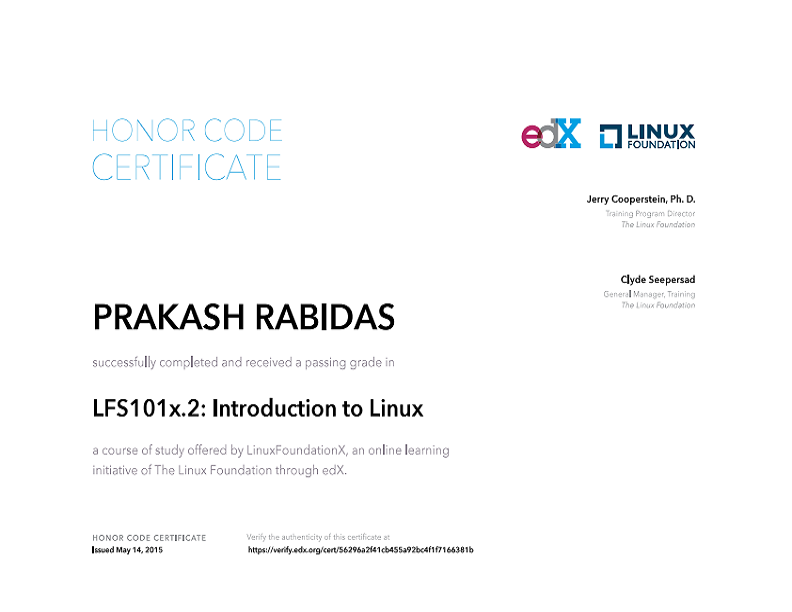 HONOR CODE
CERTIFICATE
edX
LINUX
FOUNDATION
Jerry Cooperstein, Ph. D.
Training Program Director
The Linux Foundation
Clyde Seepersad
General Manager, Training
The Linux Foundation
PRAKASH RABIDAS
successfully completed and received a passing grade in
LFS101x.2: Introduction to Linux
a course of study offered by LinuxFoundationX, an online learning
initiative of The Linux Foundation through edX.
HONOR CODE CERTIFICATE
Issued May 14, 2015
Verify the authenticity of this certificate at
https://verify.edx.org/cert/56296a2f41cb455a92bc4f1f7166381b